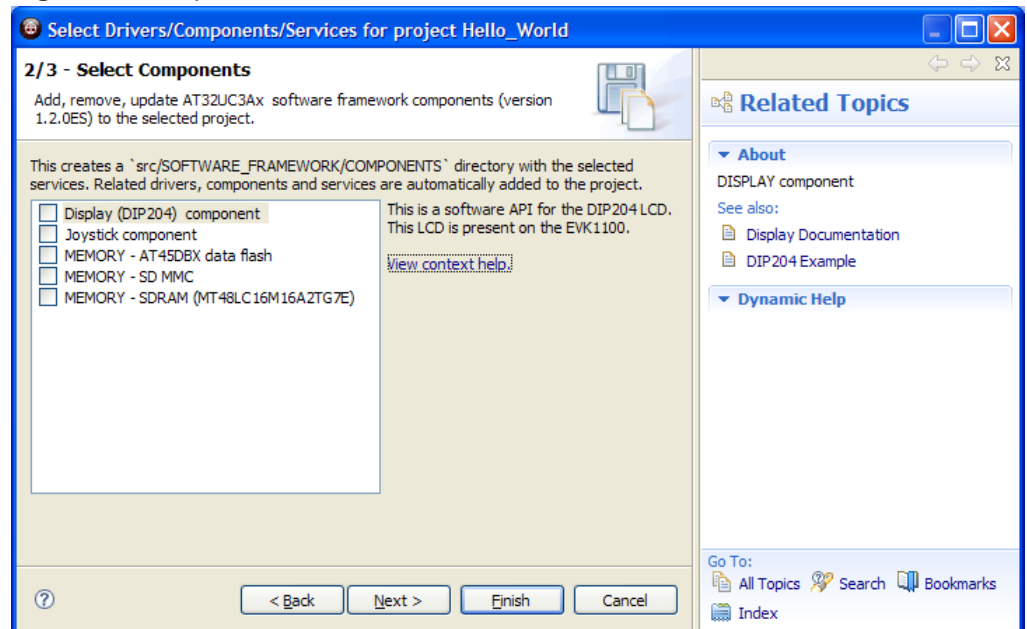 Select Drivers/Components/Services for project Hello_World
2/3 - Select Components
Add, remove, update AT32UC3Ax software framework components (version
1.2.0ES) to the selected project.
This creates a `src/SOFTWARE_FRAMEWORK/COMPONENTS` directory with the selected
services. Related drivers, components and services are automatically added to the project.
Display (DIP204) component
Joystick component
MEMORY - AT45DBX data flash
MEMORY - SD MMC
MEMORY - SDRAM (MT48LC16M16A2TG7E)
This is a software API for the DIP204 LCD.
This LCD is present on the EVK1100.
View context help.
< Back
Next >
Finish
Cancel
Related Topics
About
DISPLAY component
See also:
Display Documentation
DIP204 Example
Dynamic Help
Go To:
All Topics Search Bookmarks
Index